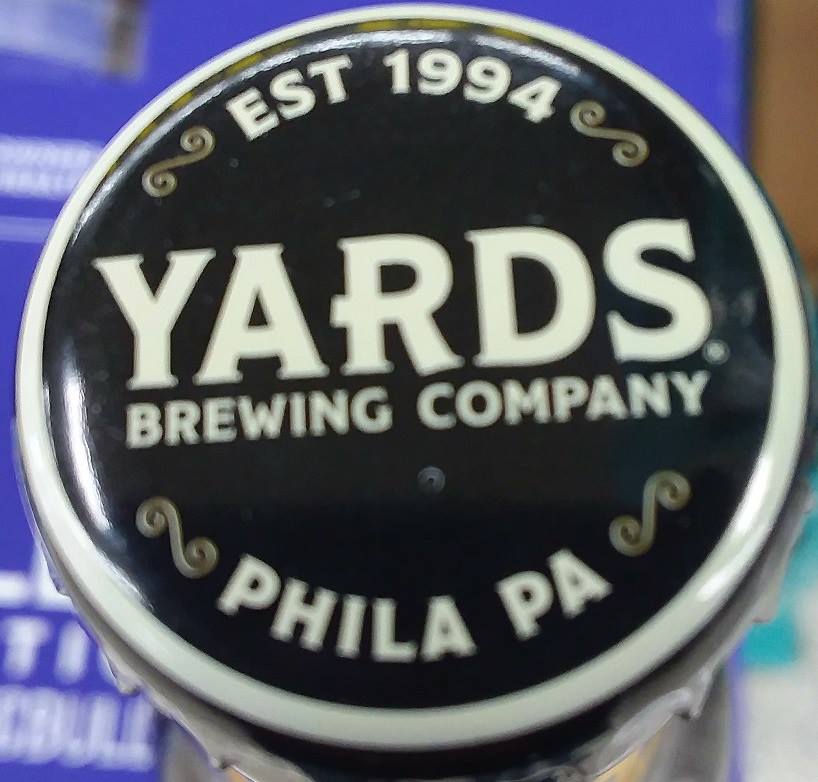 EST 1994
YARDS®
BREWING COMPANY
PHILA PA